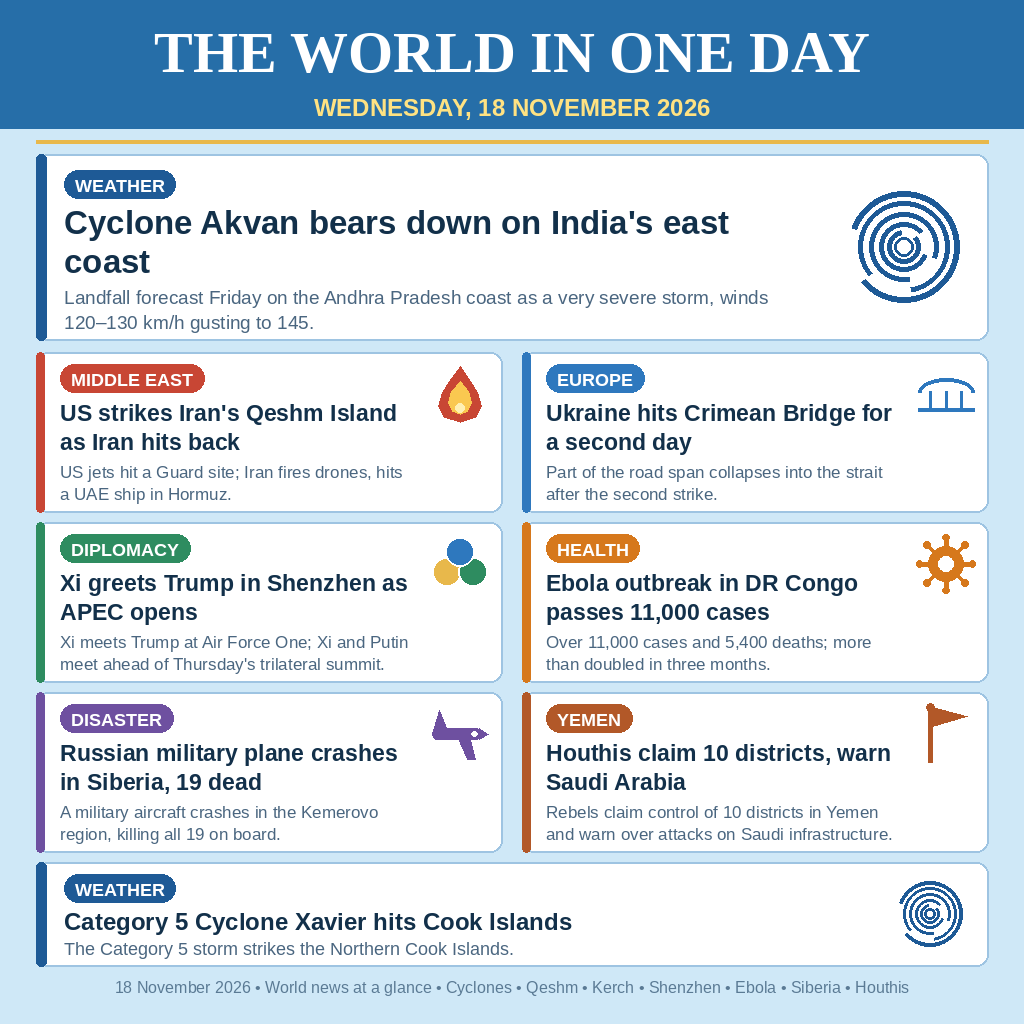 THE WORLD IN ONE DAY
WEDNESDAY, 18 NOVEMBER 2026
WEATHER
Cyclone Akvan bears down on India's east
coast
Landfall forecast Friday on the Andhra Pradesh coast as a very severe storm, winds
120–130 km/h gusting to 145.
MIDDLE EAST
US strikes Iran's Qeshm Island
as Iran hits back
US jets hit a Guard site; Iran fires drones, hits
a UAE ship in Hormuz.
EUROPE
Ukraine hits Crimean Bridge for
a second day
Part of the road span collapses into the strait
after the second strike.
DIPLOMACY
Xi greets Trump in Shenzhen as
APEC opens
Xi meets Trump at Air Force One; Xi and Putin
meet ahead of Thursday's trilateral summit.
HEALTH
Ebola outbreak in DR Congo
passes 11,000 cases
Over 11,000 cases and 5,400 deaths; more
than doubled in three months.
DISASTER
Russian military plane crashes
in Siberia, 19 dead
A military aircraft crashes in the Kemerovo
region, killing all 19 on board.
YEMEN
Houthis claim 10 districts, warn
Saudi Arabia
Rebels claim control of 10 districts in Yemen
and warn over attacks on Saudi infrastructure.
WEATHER
Category 5 Cyclone Xavier hits Cook Islands
The Category 5 storm strikes the Northern Cook Islands.
18 November 2026 • World news at a glance • Cyclones • Qeshm • Kerch • Shenzhen • Ebola • Siberia • Houthis